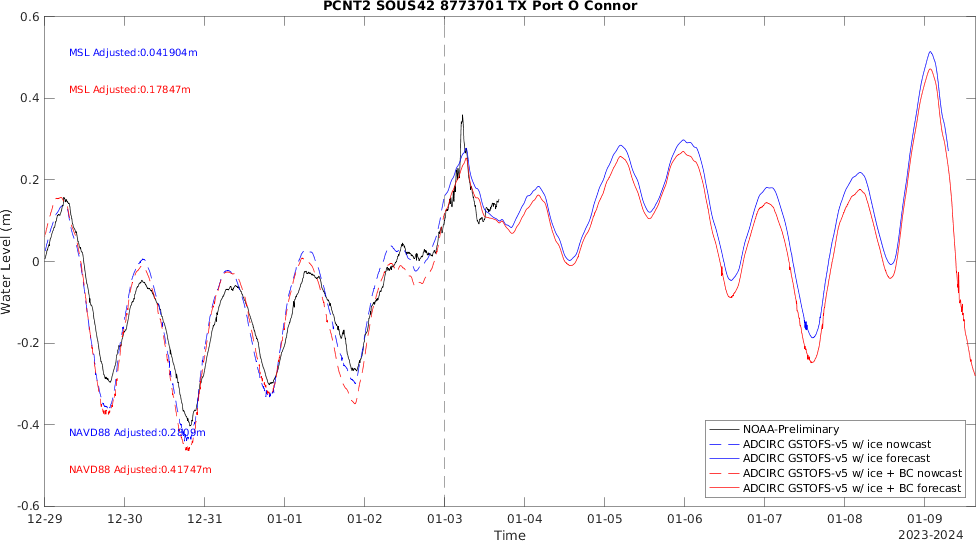 PCNT2 SOUS42 8773701 TX Port O Connor
0.6
0.4
0.2
0
-0.2
-0.4
-0.6
Water Level (m)
MSL Adjusted:0.041904m
MSL Adjusted:0.17847m
NAVD88 Adjusted:0.2809m
NAVD88 Adjusted:0.41747m
NOAA-Preliminary
ADCIRC GSTOFS-v5 w/ ice nowcast
ADCIRC GSTOFS-v5 w/ ice forecast
ADCIRC GSTOFS-v5 w/ ice + BC nowcast
ADCIRC GSTOFS-v5 w/ ice + BC forecast
12-29 12-30 12-31 01-01 01-02 01-03 01-04 01-05 01-06 01-07 01-08 01-09
Time
2023-2024